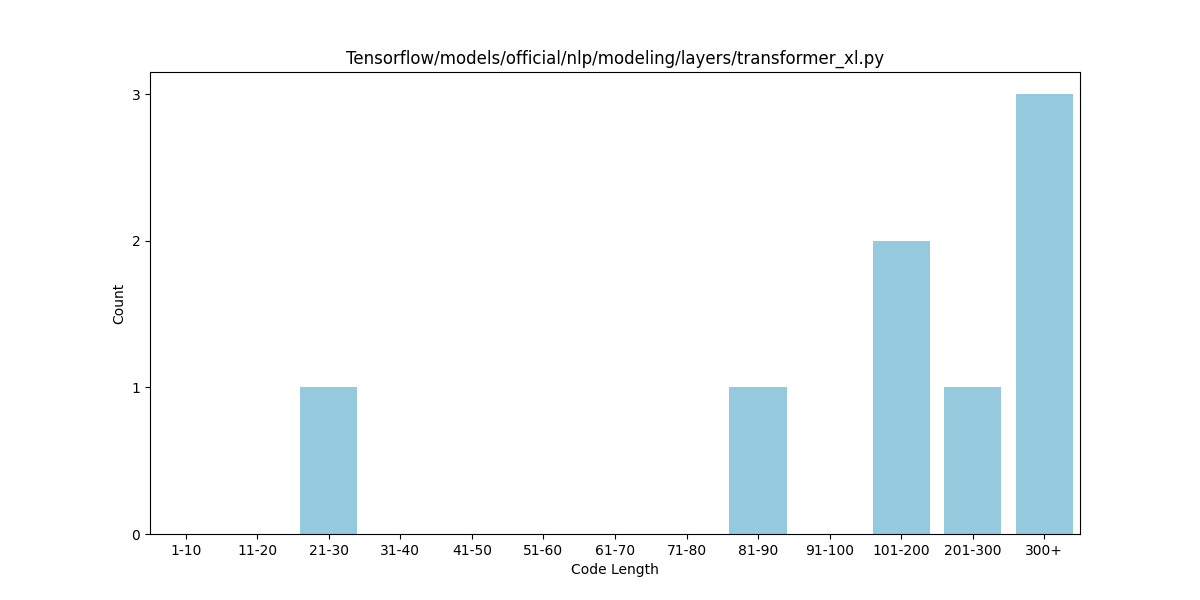 Tensorflow/models/official/nlp/modeling/layers/transformer_xl.py
3
2
1
0
Count
1-10 11-20 21-30 31-40 41-50 51-60 61-70 71-80 81-90 91-100 101-200 201-300 300+
Code Length